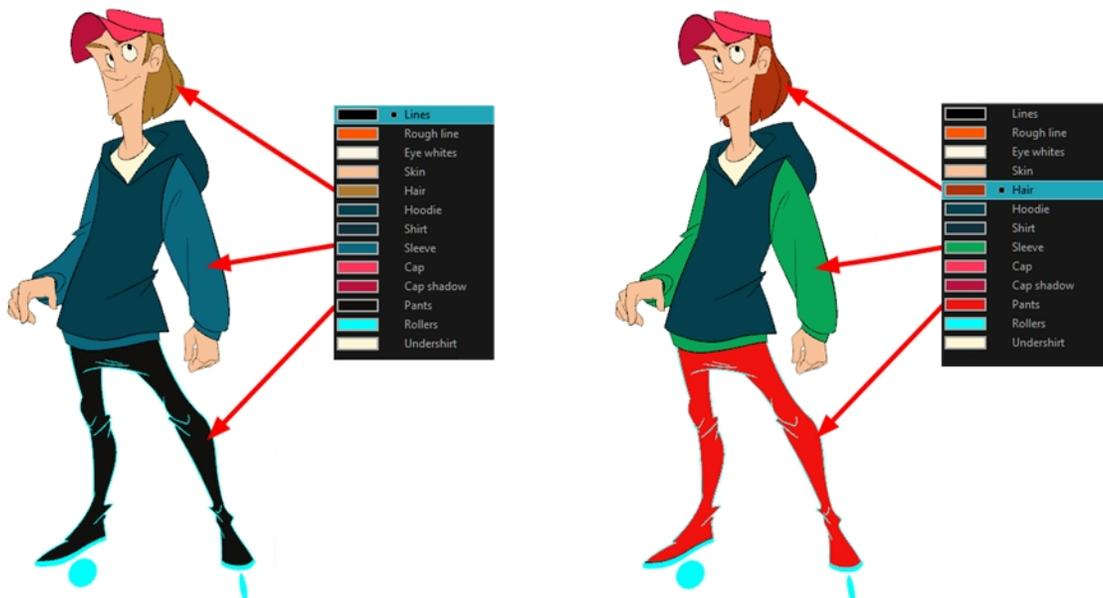 Lines
Rough line
Eye whites
Skin
Hair
Hoodie
Shirt
Sleeve
Cap
Cap shadow
Pants
Rollers
Undershirt
Lines
Rough line
Eye whites
Skin
Hair
Hoodie
Shirt
Sleeve
Cap
Cap shadow
Pants
Rollers
Undershirt